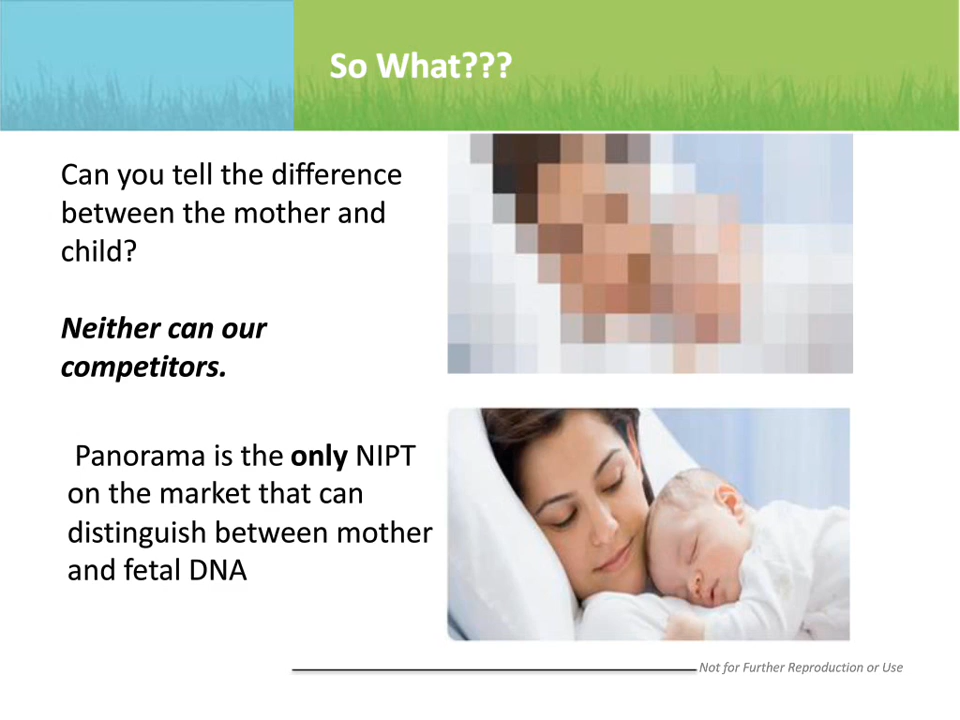 So What???
Can you tell the difference
between the mother and
child?
Neither can our
competitors.
Panorama is the only NIPT
on the market that can
distinguish between mother
and fetal DNA
Not for Further Reproduction or Use